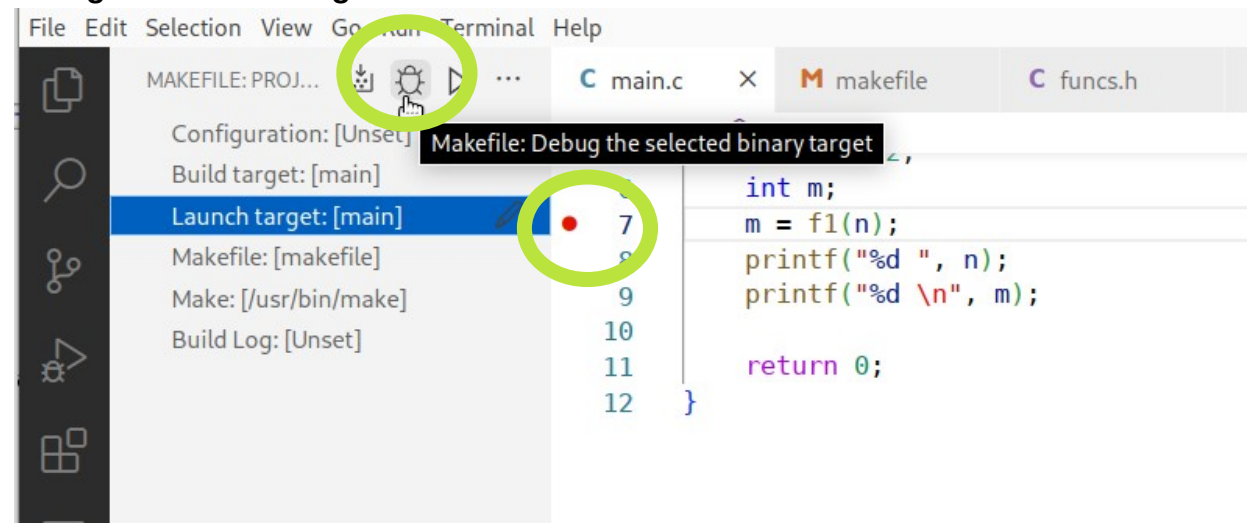 File Edit Selection View Go Run Terminal Help
MAKEFILE: PROJ... ...
C main.c × M makefile C funcs.h
Configuration: [Unset]
Makefile: Debug the selected binary target
Build target: [main]
6 int m;
Launch target: [main]
7 m = f1(n);
Makefile: [makefile]
8 printf("%d ", n);
Make: [/usr/bin/make]
9 printf("%d \n", m);
Build Log: [Unset]
10
11 return 0;
12 }